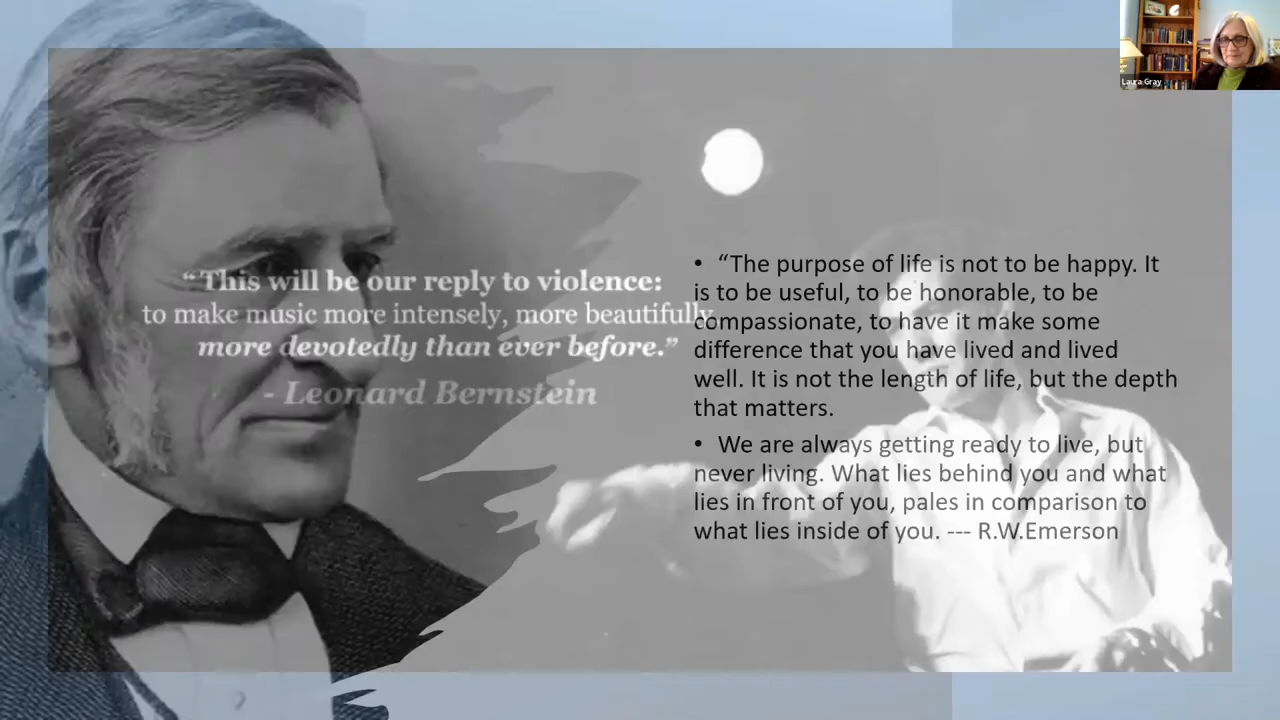 Laura Gray
“This will be our reply to violence:
to make music more intensely, more beautifully,
more devotedly than ever before.”
- Leonard Bernstein
• “The purpose of life is not to be happy. It
is to be useful, to be honorable, to be
compassionate, to have it make some
difference that you have lived and lived
well. It is not the length of life, but the depth
that matters.
• We are always getting ready to live, but
never living. What lies behind you and what
lies in front of you, pales in comparison to
what lies inside of you. --- R.W.Emerson